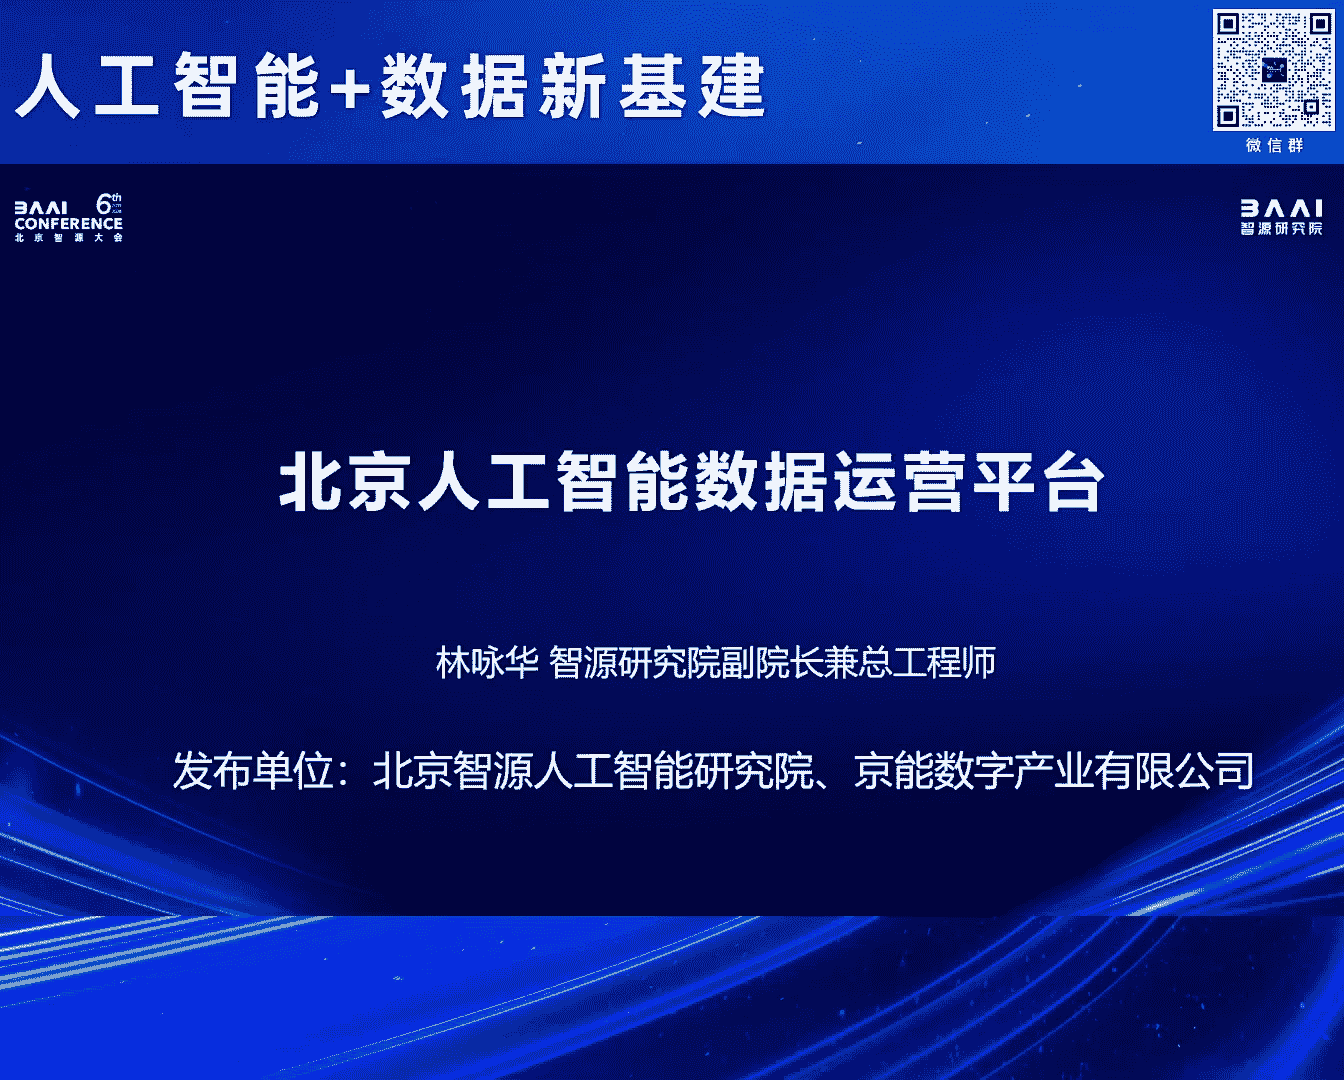 人工智能+数据新基建
微信群
BAAI 6th
CONFERENCE
北京智源大会
BAAI
智源研究院
北京人工智能数据运营平台
林咏华 智源研究院副院长兼总工程师
发布单位：北京智源人工智能研究院、京能数字产业有限公司